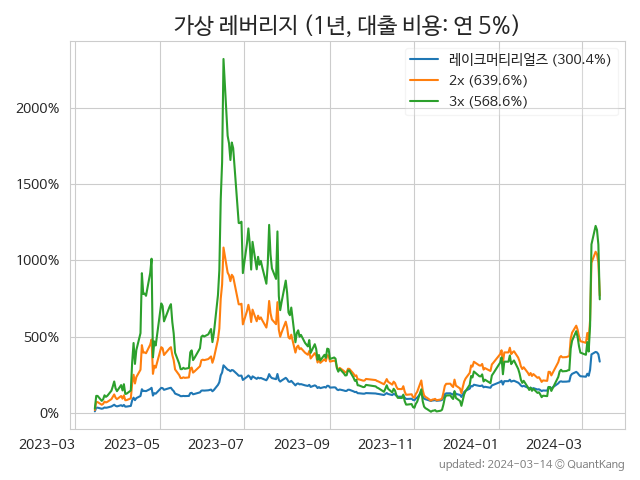 가상 레버리지 (1년, 대출 비용: 연 5%)
레이크머티리얼즈 (300.4%)
2x (639.6%)
3x (568.6%)
2000%
1500%
1000%
500%
0%
2023-03 2023-05 2023-07 2023-09 2023-11 2024-01 2024-03
updated: 2024-03-14 ⓒ QuantKang